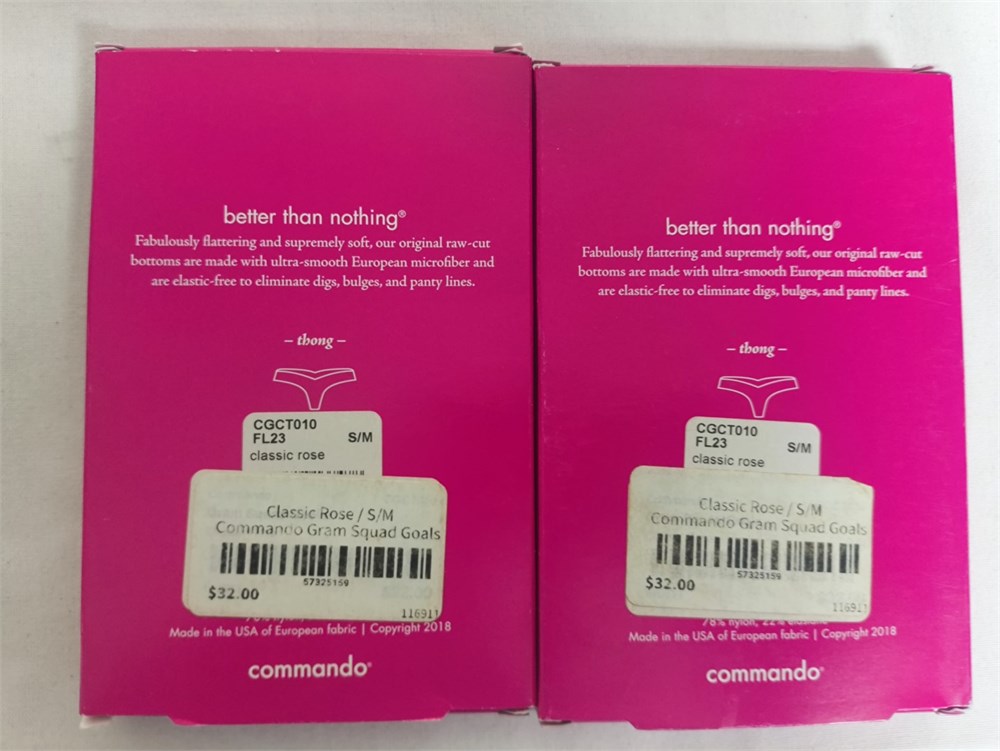 better than nothing®
Fabulously flattering and supremely soft, our original raw-cut
bottoms are made with ultra-smooth European microfiber and
are elastic-free to eliminate digs, bulges, and panty lines.
– thong –
CGCT010
FL23 S/M
classic rose
Classic Rose / S/M
Commando Gram Squad Goals
57325159
$32.00
116911
Made in the USA of European fabric | Copyright 2018
commando®
better than nothing®
Fabulously flattering and supremely soft, our original raw-cut
bottoms are made with ultra-smooth European microfiber and
are elastic-free to eliminate digs, bulges, and panty lines.
– thong –
CGCT010
FL23 S/M
classic rose
Classic Rose / S/M
Commando Gram Squad Goals
57325159
$32.00
116911
78% nylon, 22%
Made in the USA of European fabric | Copyright 2018
commando®